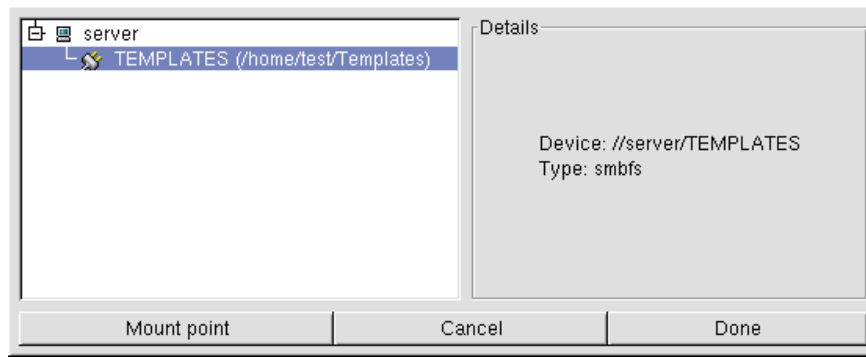 server
TEMPLATES (/home/test/Templates)
Details
Device: //server/TEMPLATES
Type: smbfs
Mount point
Cancel
Done